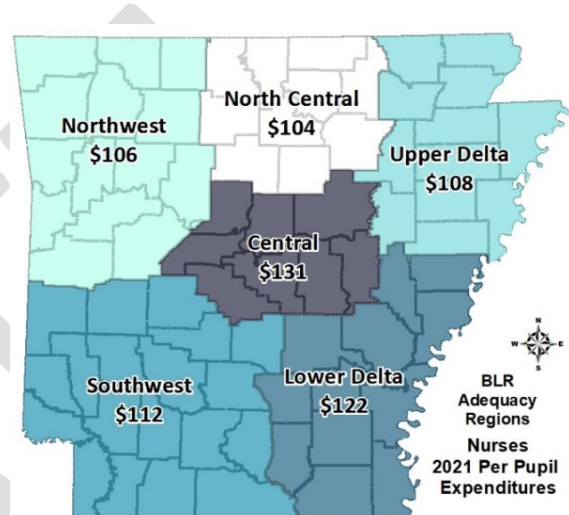 North Central
$104
Northwest
$106
Upper Delta
$108
Central
$131
Southwest
$112
Lower Delta
$122
N
W E
S
BLR
Adequacy
Regions
Nurses
2021 Per Pupil
Expenditures